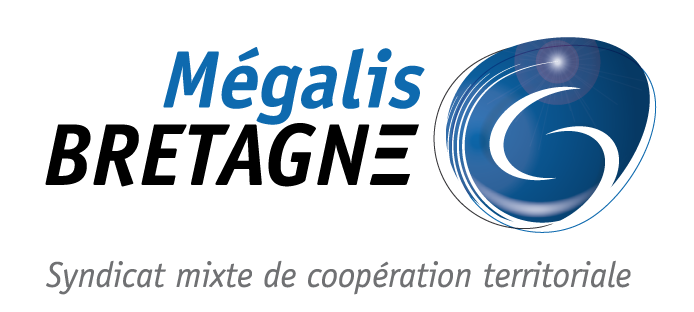 Mégalis
BRETAGNE
Syndicat mixte de coopération territoriale